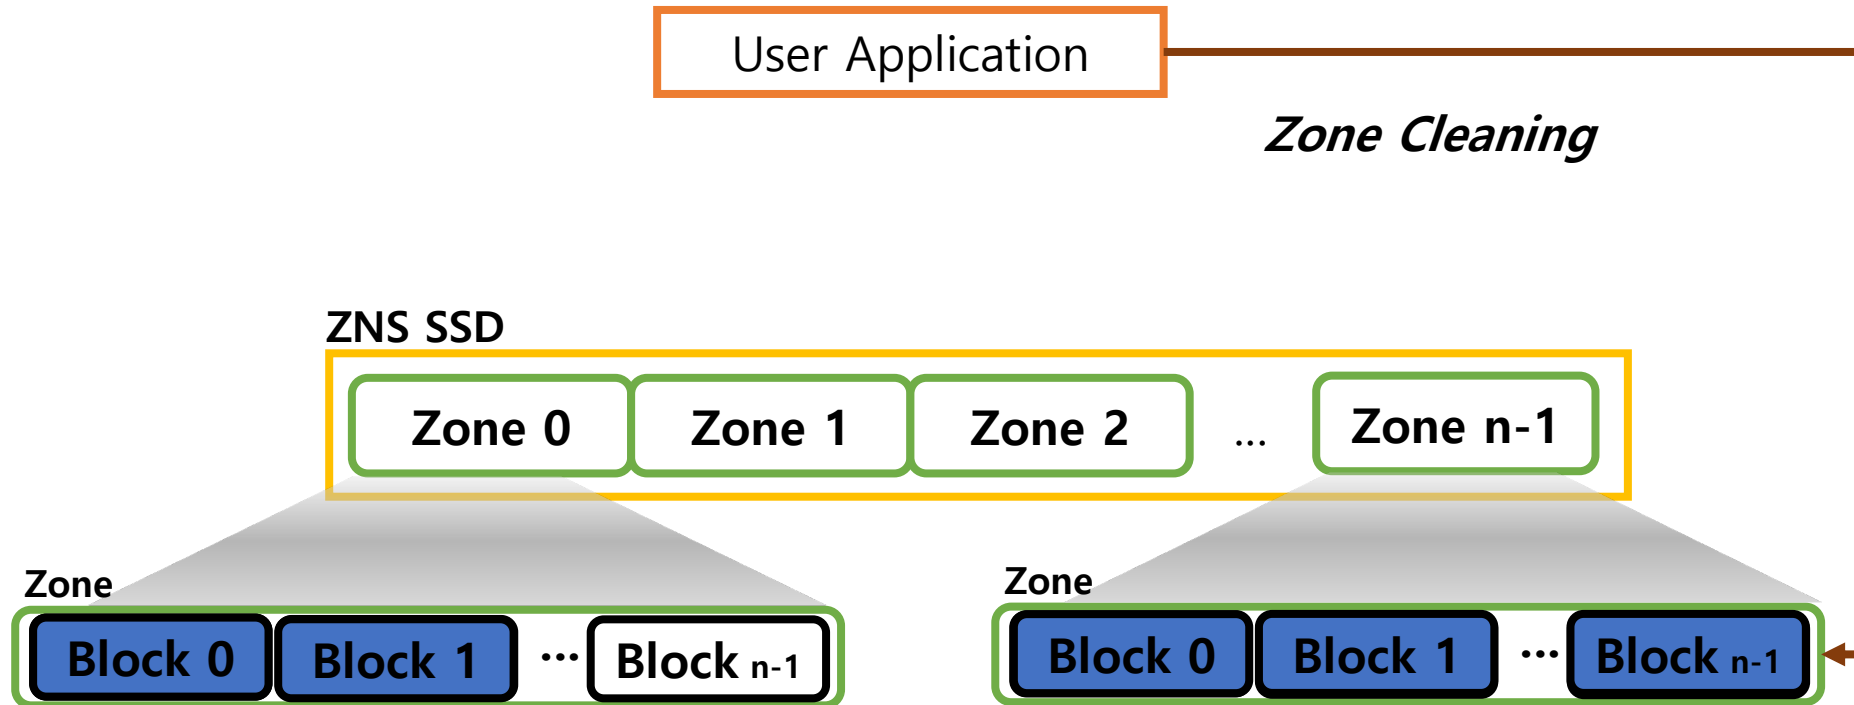 User Application
Zone Cleaning
ZNS SSD
Zone 0 Zone 1 Zone 2 ... Zone n-1
Zone Zone
Block 0 Block 1 ... Block n-1 Block 0 Block 1 ... Block n-1